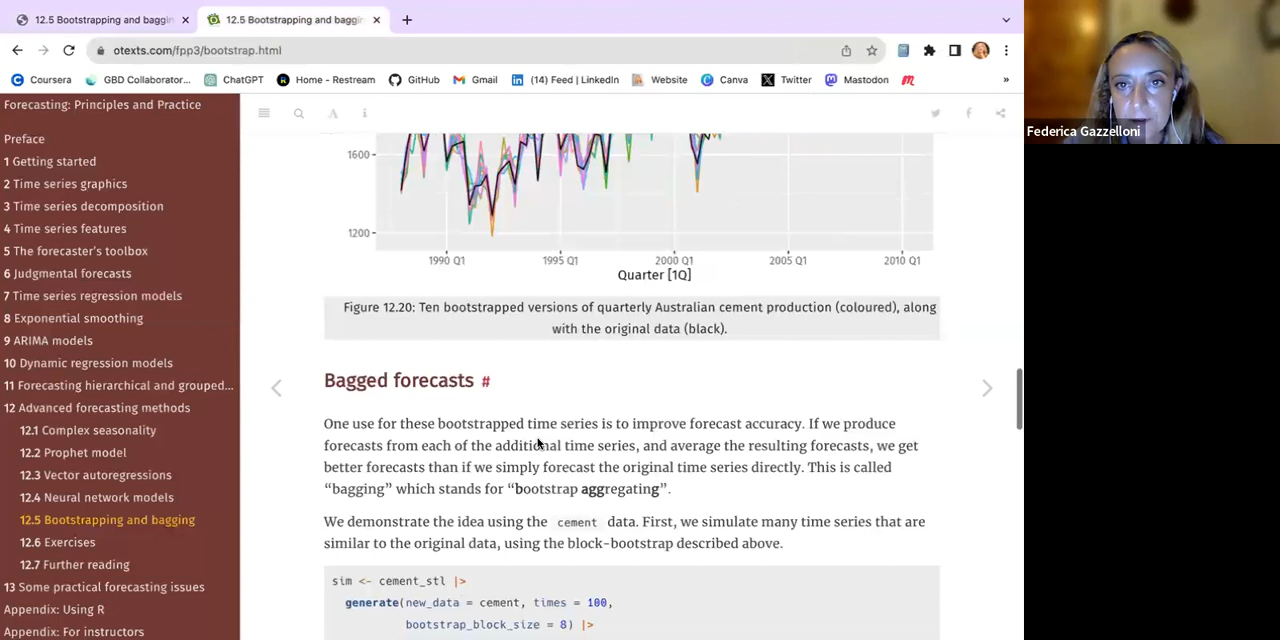 12.5 Bootstrapping and baggin
12.5 Bootstrapping and baggin
otexts.com/fpp3/bootstrap.html
Coursera
GBD Collaborator...
ChatGPT
Home - Restream
GitHub
Gmail
(14) Feed | LinkedIn
Website
Canva
Twitter
Mastodon
»
Forecasting: Principles and Practice
Preface
1 Getting started
2 Time series graphics
3 Time series decomposition
4 Time series features
5 The forecaster's toolbox
6 Judgmental forecasts
7 Time series regression models
8 Exponential smoothing
9 ARIMA models
10 Dynamic regression models
11 Forecasting hierarchical and grouped...
12 Advanced forecasting methods
12.1 Complex seasonality
12.2 Prophet model
12.3 Vector autoregressions
12.4 Neural network models
12.5 Bootstrapping and bagging
12.6 Exercises
12.7 Further reading
13 Some practical forecasting issues
Appendix: Using R
Appendix: For instructors
1600
1200
1990 Q1 1995 Q1 2000 Q1 2005 Q1 2010 Q1
Quarter [1Q]
Figure 12.20: Ten bootstrapped versions of quarterly Australian cement production (coloured), along
with the original data (black).
Bagged forecasts #
One use for these bootstrapped time series is to improve forecast accuracy. If we produce
forecasts from each of the additional time series, and average the resulting forecasts, we get
better forecasts than if we simply forecast the original time series directly. This is called
“bagging” which stands for “bootstrap aggregating”.
We demonstrate the idea using the cement data. First, we simulate many time series that are
similar to the original data, using the block-bootstrap described above.
sim <- cement_stl |>
generate(new_data = cement, times = 100,
bootstrap_block_size = 8) |>
Federica Gazzelloni